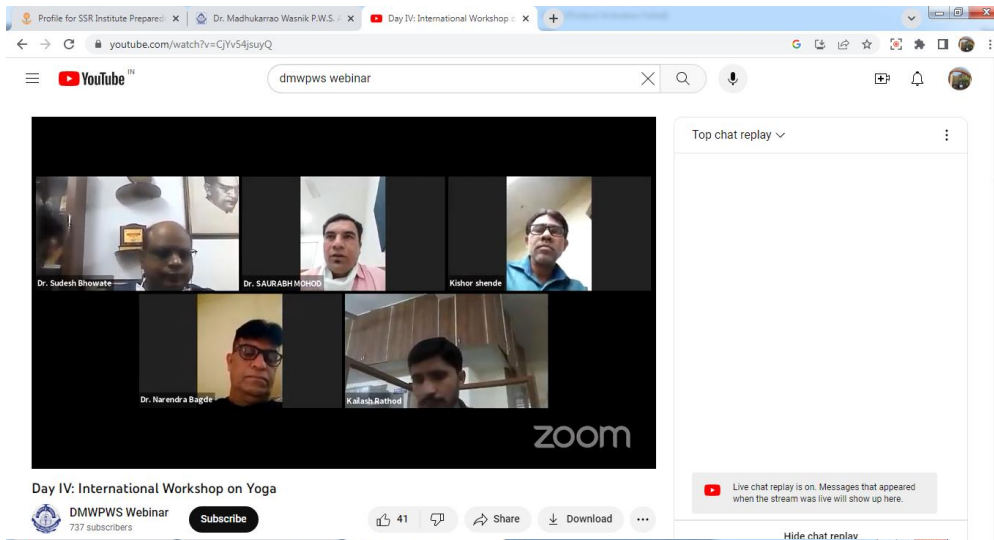 Profile for SSR Institute Prepared
Dr. Madhukarrao Wasnik P.W.S. A
Day IV: International Workshop o
youtube.com/watch?v=CjYv54jsuyQ
YouTube IN
dmwpws webinar
Top chat replay
Dr. Sudesh Bhowate
Dr. SAURABH MOHOD
Kishor shende
Dr. Narendra Bagde
Kailash Rathod
zoom
Live chat replay is on. Messages that appeared
when the stream was live will show up here.
Day IV: International Workshop on Yoga
DMWPWS Webinar
737 subscribers
Subscribe
41
Share
Download
Hide chat replay